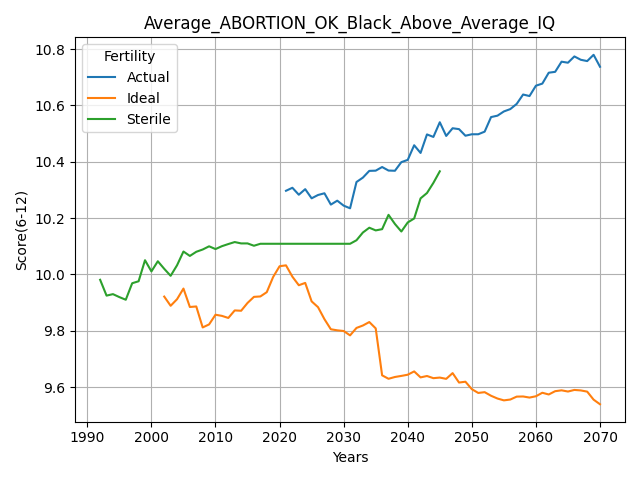 Average_ABORTION_OK_Black_Above_Average_IQ
Fertility
Actual
Ideal
Sterile
Score(6-12)
10.8
10.6
10.4
10.2
10.0
9.8
9.6
1990 2000 2010 2020 2030 2040 2050 2060 2070
Years